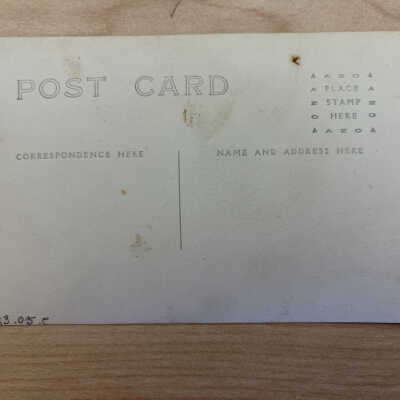 POST CARD
PLACE
STAMP
HERE
CORRESPONDENCE HERE
NAME AND ADDRESS HERE